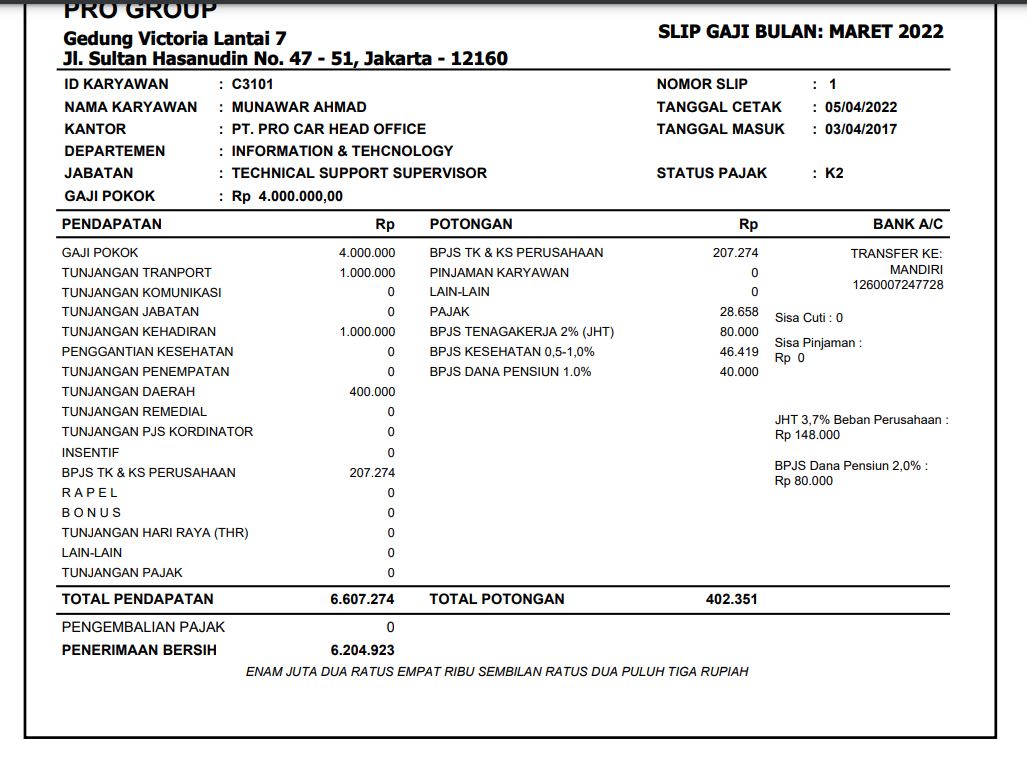 PRO GROUP
Gedung Victoria Lantai 7
Jl. Sultan Hasanudin No. 47 - 51, Jakarta - 12160
SLIP GAJI BULAN: MARET 2022
ID KARYAWAN : C3101 NOMOR SLIP : 1
NAMA KARYAWAN : MUNAWAR AHMAD TANGGAL CETAK : 05/04/2022
KANTOR : PT. PRO CAR HEAD OFFICE TANGGAL MASUK : 03/04/2017
DEPARTEMEN : INFORMATION & TEHCNOLOGY
JABATAN : TECHNICAL SUPPORT SUPERVISOR STATUS PAJAK : K2
GAJI POKOK : Rp 4.000.000,00
PENDAPATAN Rp POTONGAN Rp BANK A/C
GAJI POKOK 4.000.000 BPJS TK & KS PERUSAHAAN 207.274 TRANSFER KE:
TUNJANGAN TRANPORT 1.000.000 PINJAMAN KARYAWAN 0 MANDIRI
TUNJANGAN KOMUNIKASI 0 LAIN-LAIN 0 1260007247728
TUNJANGAN JABATAN 0 PAJAK 28.658 Sisa Cuti : 0
TUNJANGAN KEHADIRAN 1.000.000 BPJS TENAGAKERJA 2% (JHT) 80.000 Sisa Pinjaman :
PENGGANTIAN KESEHATAN 0 BPJS KESEHATAN 0,5-1,0% 46.419 Rp 0
TUNJANGAN PENEMPATAN 0 BPJS DANA PENSIUN 1.0% 40.000
TUNJANGAN DAERAH 400.000
TUNJANGAN REMEDIAL 0 JHT 3,7% Beban Perusahaan :
TUNJANGAN PJS KORDINATOR 0 Rp 148.000
INSENTIF 0
BPJS TK & KS PERUSAHAAN 207.274 BPJS Dana Pensiun 2,0% :
R A P E L 0 Rp 80.000
B O N U S 0
TUNJANGAN HARI RAYA (THR) 0
LAIN-LAIN 0
TUNJANGAN PAJAK 0
TOTAL PENDAPATAN 6.607.274 TOTAL POTONGAN 402.351
PENGEMBALIAN PAJAK 0
PENERIMAAN BERSIH 6.204.923
ENAM JUTA DUA RATUS EMPAT RIBU SEMBILAN RATUS DUA PULUH TIGA RUPIAH